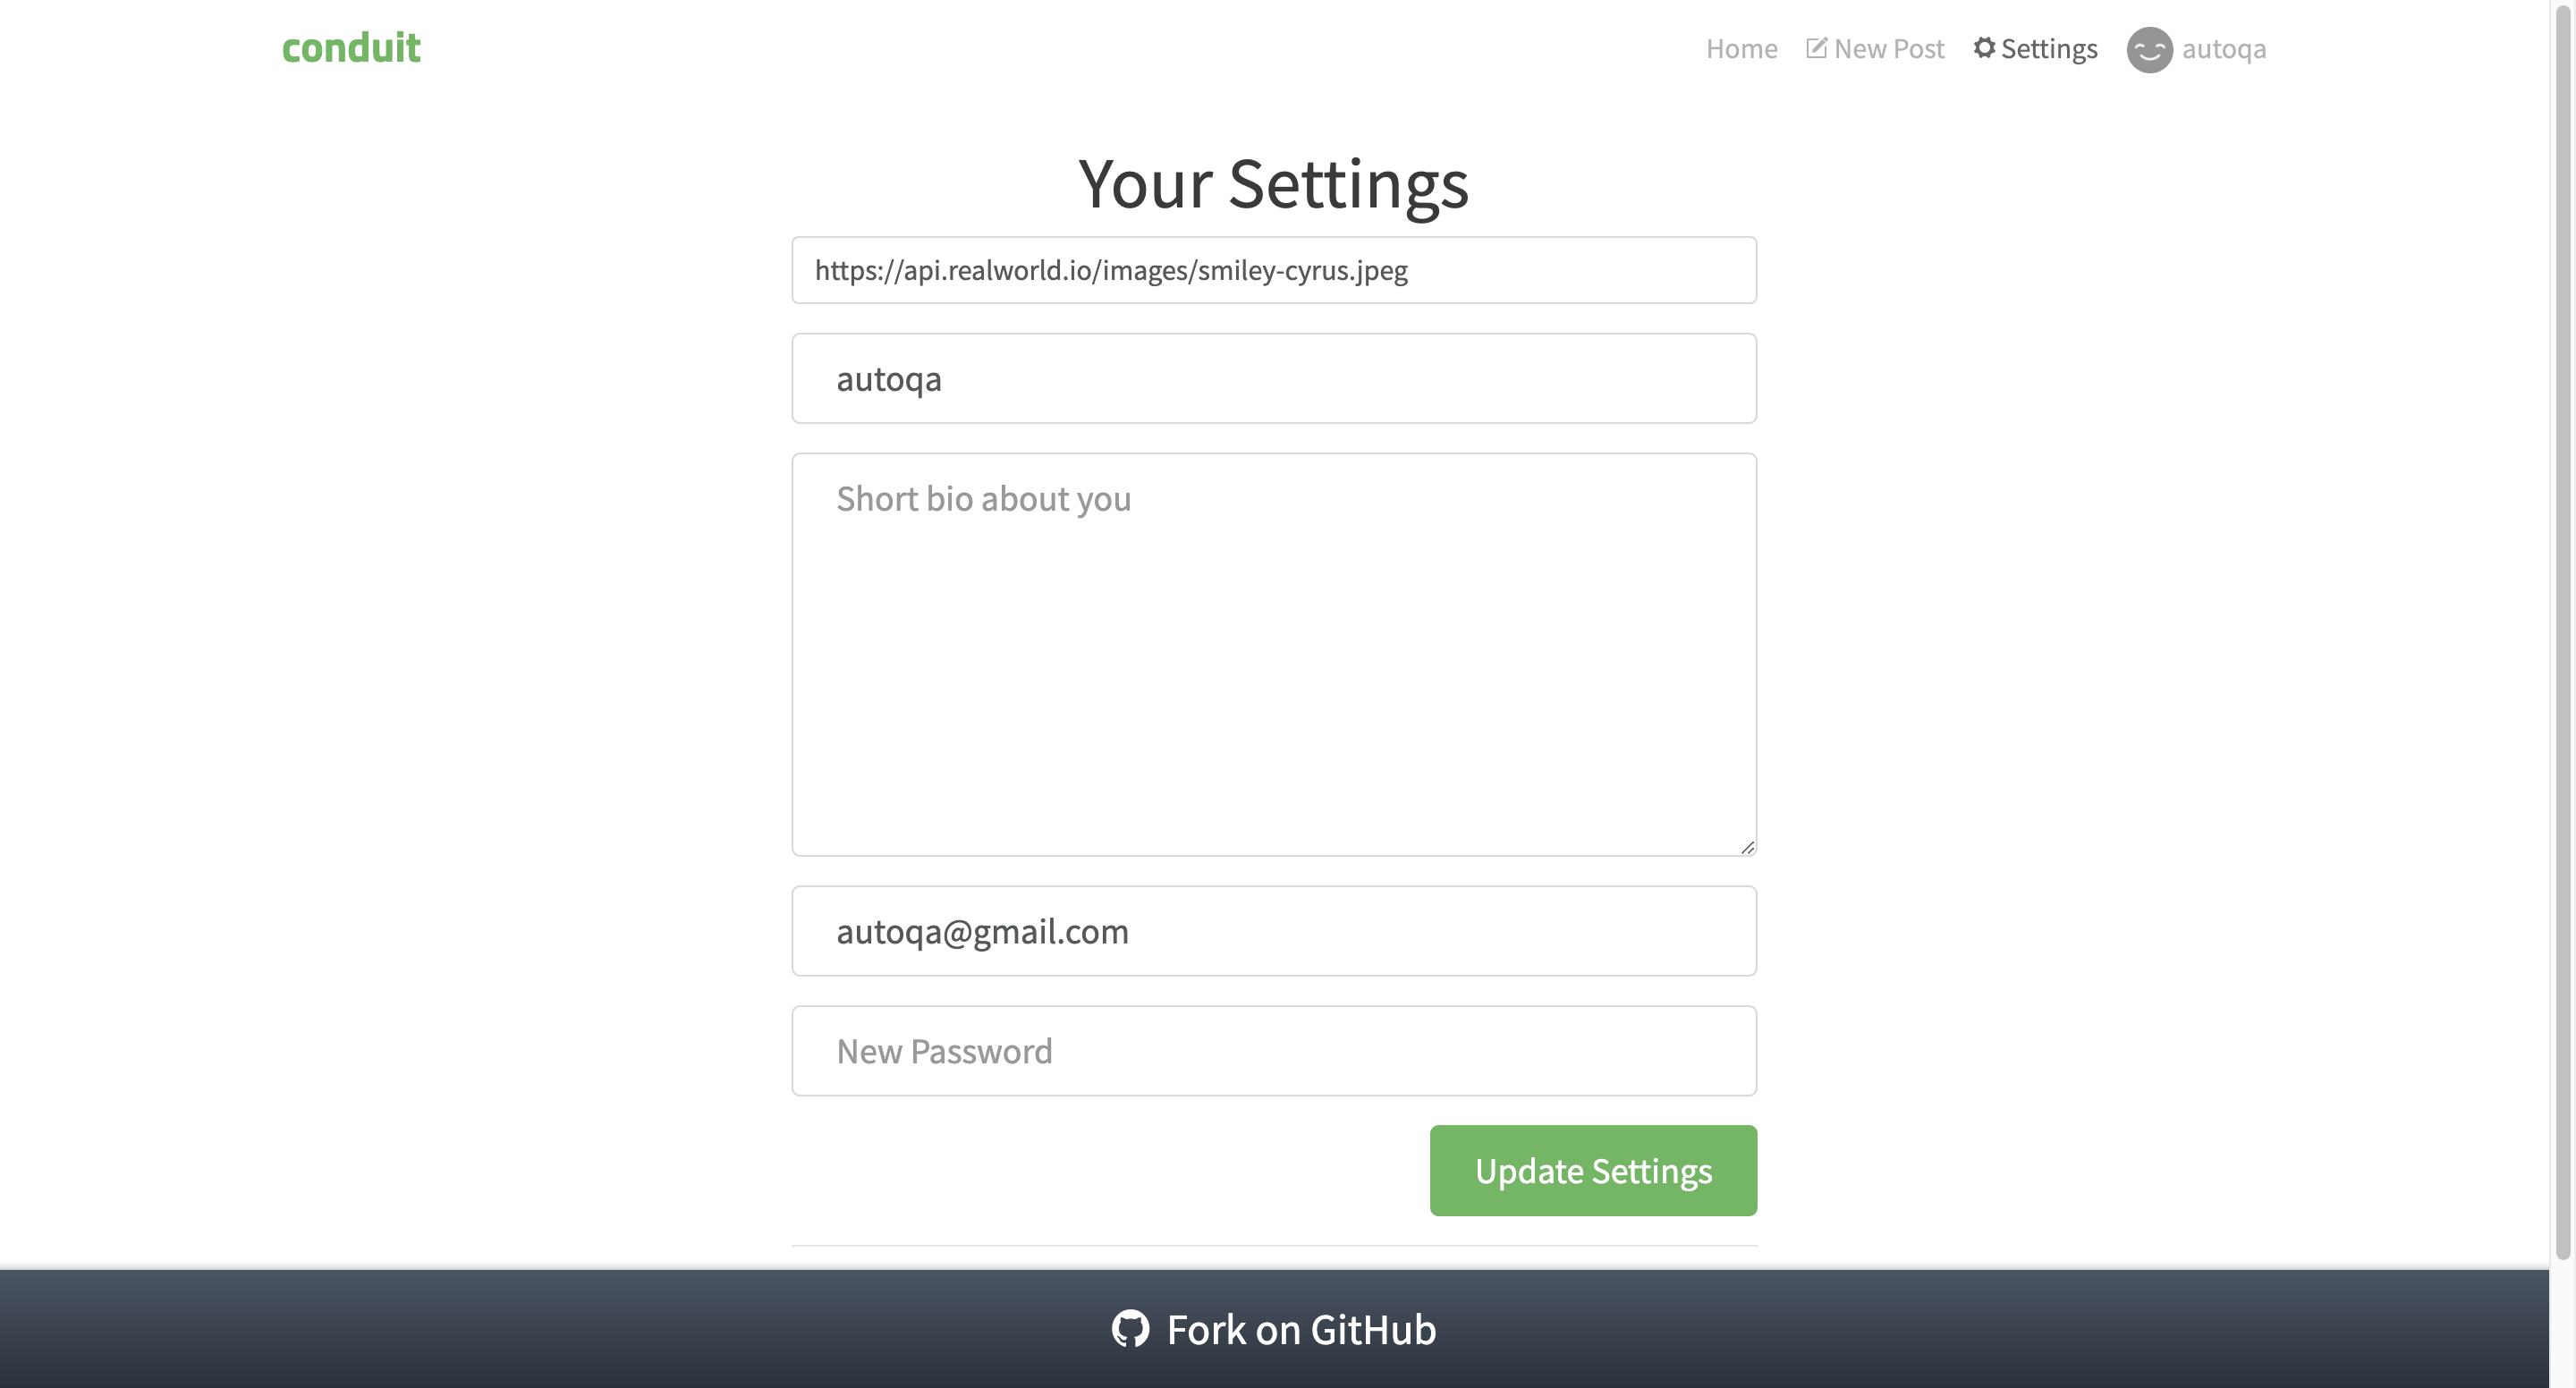 conduit
Home New Post Settings autoqa
Your Settings
https://api.realworld.io/images/smiley-cyrus.jpeg
autoqa
Short bio about you
autoqa@gmail.com
New Password
Update Settings
Fork on GitHub